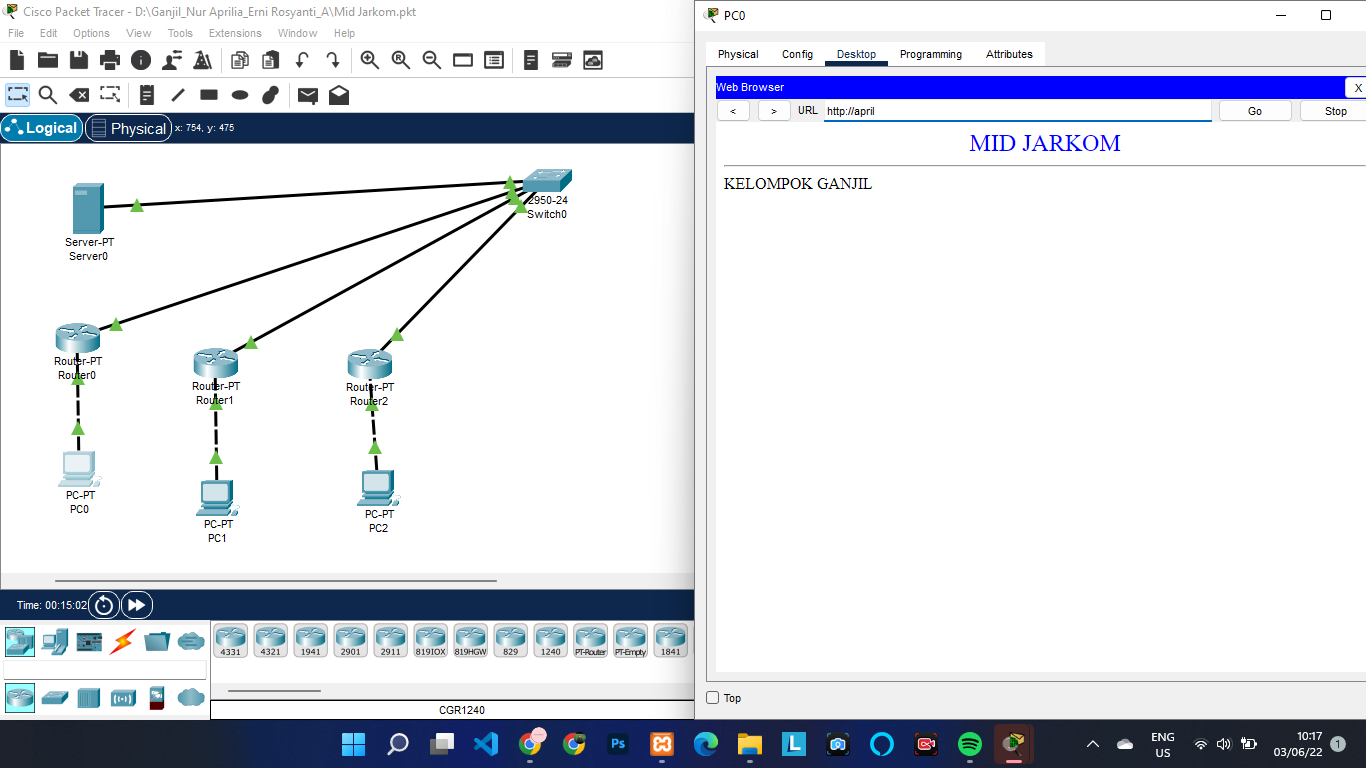 Cisco Packet Tracer - D:\Ganjil_Nur Aprilia_Erni Rosyanti_A\Mid Jarkom.pkt
File Edit Options View Tools Extensions Window Help
Logical Physical x: 754, y: 475
2950-24
Switch0
Server-PT
Server0
Router-PT
Router0
Router-PT
Router1
Router-PT
Router2
PC-PT
PC0
PC-PT
PC1
PC-PT
PC2
Time: 00:15:02
4331 4321 1941 2901 2911 819IOX 819HGW 829 1240 PT-Router PT-Empty 1841
CGR1240
PC0
Physical Config Desktop Programming Attributes
Web Browser X
< > URL http://april Go Stop
MID JARKOM
KELOMPOK GANJIL
Top
Ps L
ENG
US
10:17
03/06/22
1